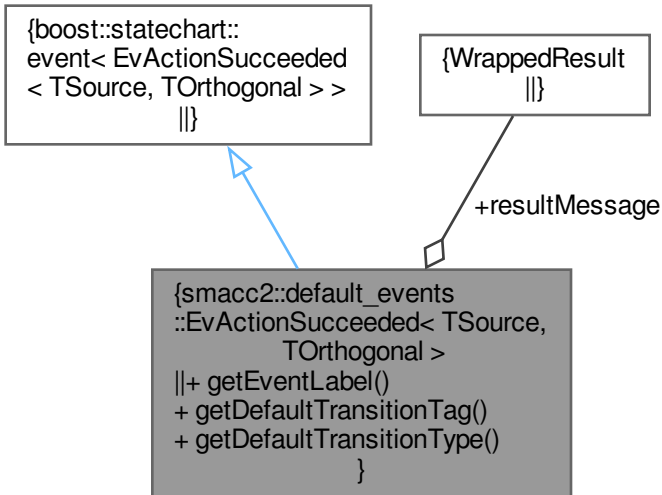 {boost::statechart::
event< EvActionSucceeded
< TSource, TOrthogonal > >
||}
{WrappedResult
||}
+resultMessage
{smacc2::default_events
::EvActionSucceeded< TSource,
TOrthogonal >
||+ getEventLabel()
+ getDefaultTransitionTag()
+ getDefaultTransitionType()
}